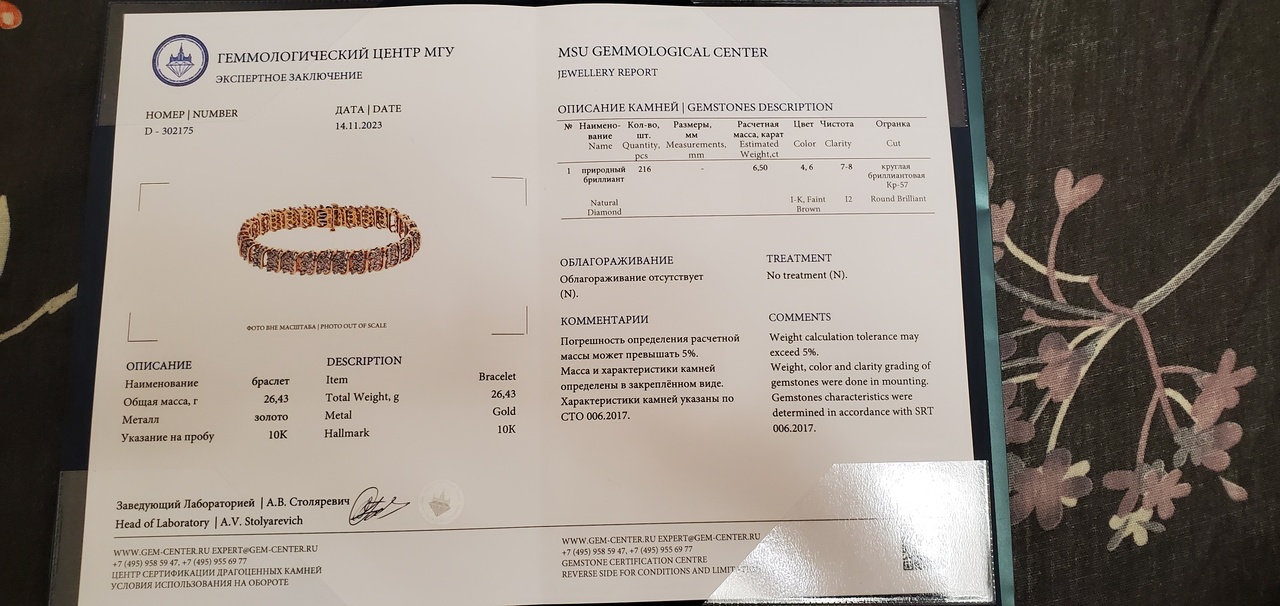 ГЕММОЛОГИЧЕСКИЙ ЦЕНТР МГУ
ЭКСПЕРТНОЕ ЗАКЛЮЧЕНИЕ
НОМЕР | NUMBER
D - 302175
ДАТА | DATE
14.11.2023
ФОТО ВНЕ МАСШТАБА | PHOTO OUT OF SCALE
ОПИСАНИЕ
Наименование браслет
Общая масса, г 26,43
Металл золото
Указание на пробу 10K
DESCRIPTION
Item Bracelet
Total Weight, g 26,43
Metal Gold
Hallmark 10K
Заведующий Лабораторией | А.В. Столяревич
Head of Laboratory | A.V. Stolyarevich
WWW.GEM-CENTER.RU EXPERT@GEM-CENTER.RU
+7 (495) 958 59 47, +7 (495) 955 69 77
ЦЕНТР СЕРТИФИКАЦИИ ДРАГОЦЕННЫХ КАМНЕЙ
УСЛОВИЯ ИСПОЛЬЗОВАНИЯ НА ОБОРОТЕ
MSU GEMMOLOGICAL CENTER
JEWELLERY REPORT
ОПИСАНИЕ КАМНЕЙ | GEMSTONES DESCRIPTION
№ Наимено- Кол-во, Размеры, Расчетная Цвет Чистота Огранка
вание шт. мм масса, карат
Name Quantity, Measurements, Estimated Color Clarity Cut
pcs mm Weight,ct
1 природный 216 - 6,50 4, 6 7-8 круглая
бриллиант бриллиантовая
Кр-57
Natural I-K, Faint I2 Round Brilliant
Diamond Brown
ОБЛАГОРАЖИВАНИЕ
Облагораживание отсутствует
(N).
TREATMENT
No treatment (N).
КОММЕНТАРИИ
Погрешность определения расчетной
массы может превышать 5%.
Масса и характеристики камней
определены в закреплённом виде.
Характеристики камней указаны по
СТО 006.2017.
COMMENTS
Weight calculation tolerance may
exceed 5%.
Weight, color and clarity grading of
gemstones were done in mounting.
Gemstones characteristics were
determined in accordance with SRT
006.2017.
WWW.GEM-CENTER.RU EXPERT@GEM-CENTER.RU
+7 (495) 958 59 47, +7 (495) 955 69 77
GEMSTONE CERTIFICATION CENTRE
REVERSE SIDE FOR CONDITIONS AND